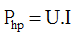 Php = U.I